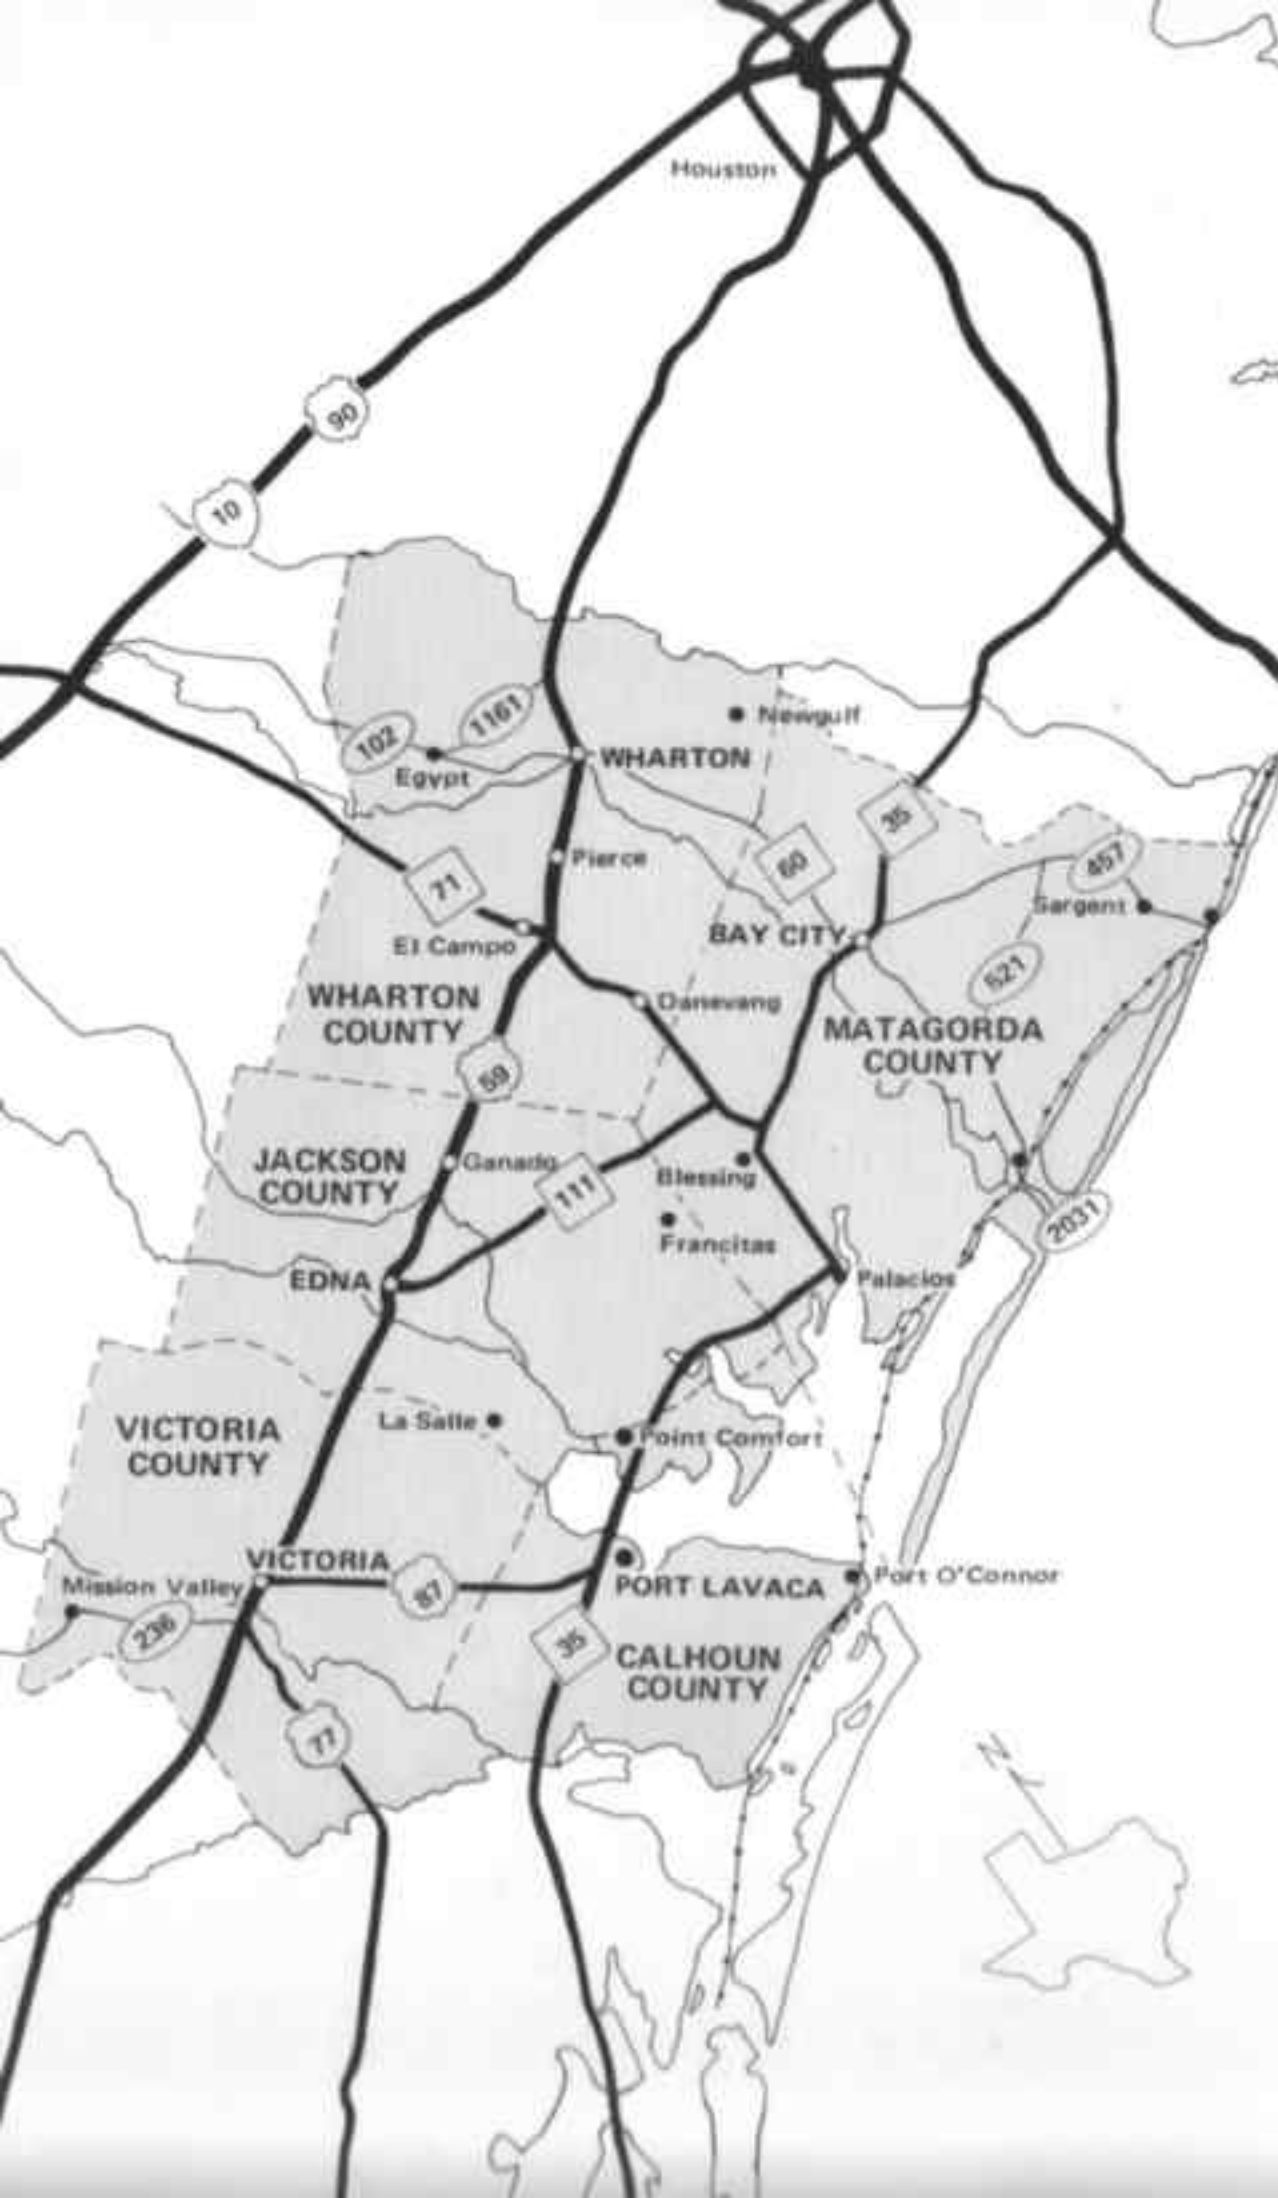 Houston
90
10
Newgulf
1161
102
WHARTON
Egypt
35
Pierce
60
457
71
Sargent
BAY CITY
El Campo
521
WHARTON
COUNTY
Danevang
MATAGORDA
COUNTY
59
JACKSON
COUNTY
Ganado
Blessing
111
2031
Francitas
EDNA
Palacios
VICTORIA
COUNTY
La Salle
Point Comfort
VICTORIA
Mission Valley
87
PORT LAVACA
Port O'Connor
236
35
CALHOUN
COUNTY
77
N